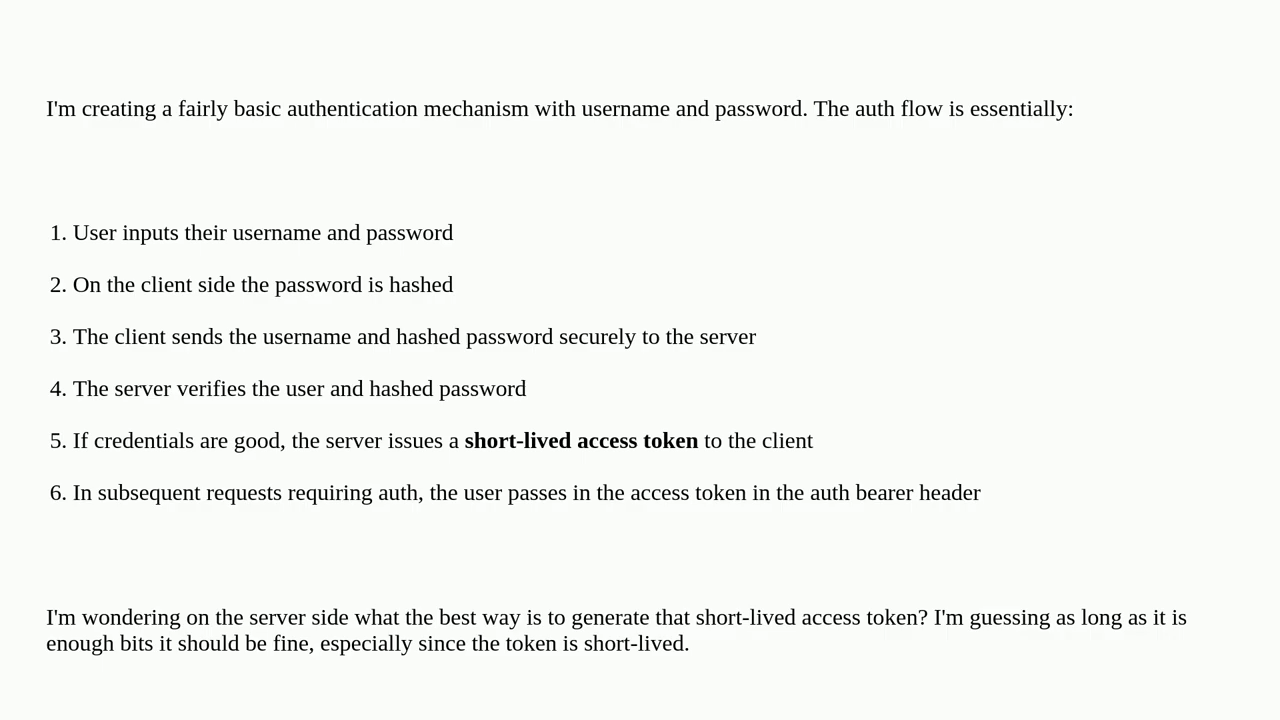 I'm creating a fairly basic authentication mechanism with username and password. The auth flow is essentially:
1. User inputs their username and password
2. On the client side the password is hashed
3. The client sends the username and hashed password securely to the server
4. The server verifies the user and hashed password
5. If credentials are good, the server issues a short-lived access token to the client
6. In subsequent requests requiring auth, the user passes in the access token in the auth bearer header
I'm wondering on the server side what the best way is to generate that short-lived access token? I'm guessing as long as it is
enough bits it should be fine, especially since the token is short-lived.